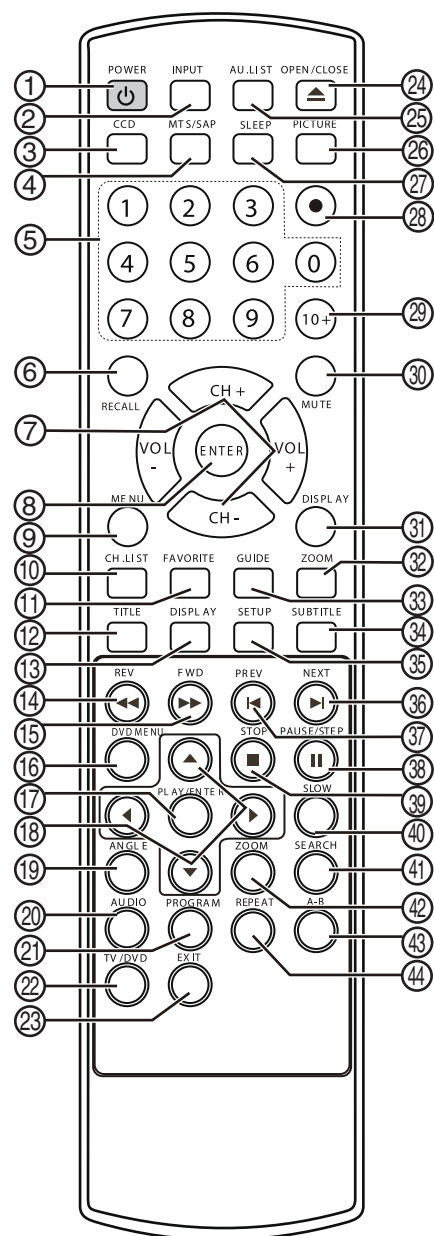 POWER INPUT AU.LIST OPEN/CLOSE
① ㉔
② ㉕
CCD MTS/SAP SLEEP PICTURE
③ ㉖
④ ㉗
1 2 3
㉘
⑤
4 5 6 0
7 8 9 10+
㉙
⑥ ㉚
RECALL MUTE
CH +
⑦
VOL - ENTER VOL +
⑧
CH -
MENU DISPLAY
⑨ ㉛
CH.LIST FAVORITE GUIDE ZOOM
⑩ ㉜
⑪ ㉝
TITLE DISPLAY SETUP SUBTITLE
⑫ ㉞
⑬ ㉟
REV FWD PREV NEXT
⑭ ㊱
⑮ ㊲
DVD MENU STOP PAUSE/STEP
⑯ ㊳
⑰ ㊴
PLAY/ENTER SLOW
⑱ ㊵
ANGLE ZOOM SEARCH
⑲ ㊶
⑳ ㊷
AUDIO PROGRAM REPEAT A-B
㉑ ㊸
TV/DVD EXIT
㉒ ㊹
㉓